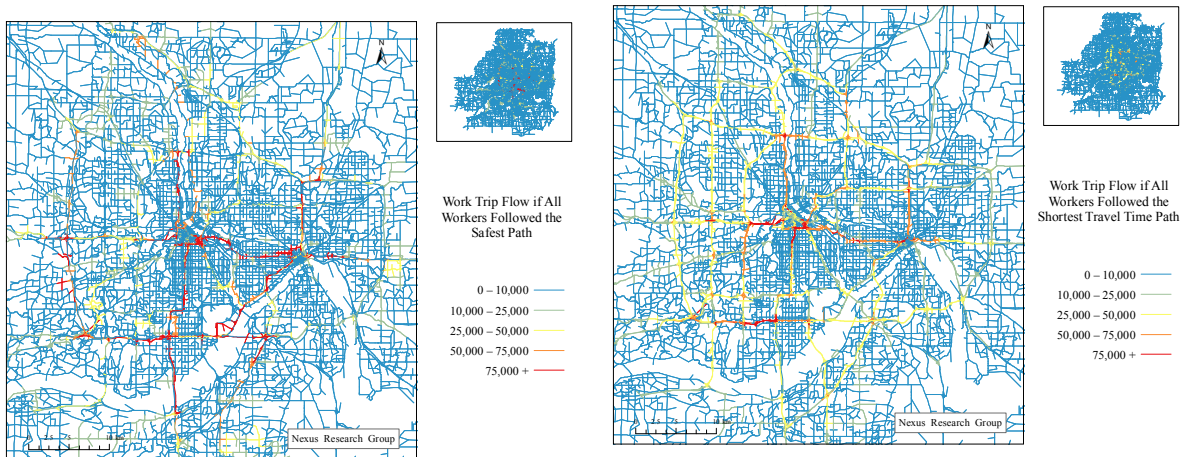 N
Work Trip Flow if All
Workers Followed the
Safest Path
0 – 10,000
10,000 – 25,000
25,000 – 50,000
50,000 – 75,000
75,000 +
Nexus Research Group
N
Work Trip Flow if All
Workers Followed the
Shortest Travel Time Path
0 – 10,000
10,000 – 25,000
25,000 – 50,000
50,000 – 75,000
75,000 +
Nexus Research Group